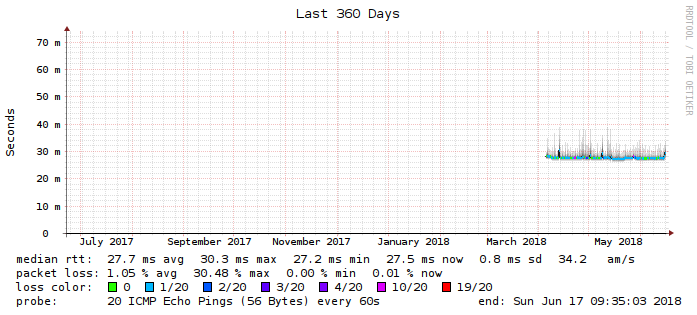 Last 360 Days
RRDTOOL / TOBI OETIKER
Seconds
70 m
60 m
50 m
40 m
30 m
20 m
10 m
0
July 2017 September 2017 November 2017 January 2018 March 2018 May 2018
median rtt: 27.7 ms avg 30.3 ms max 27.2 ms min 27.5 ms now 0.8 ms sd 34.2 am/s
packet loss: 1.05 % avg 30.48 % max 0.00 % min 0.01 % now
loss color: 0 1/20 2/20 3/20 4/20 10/20 19/20
probe: 20 ICMP Echo Pings (56 Bytes) every 60s end: Sun Jun 17 09:35:03 2018